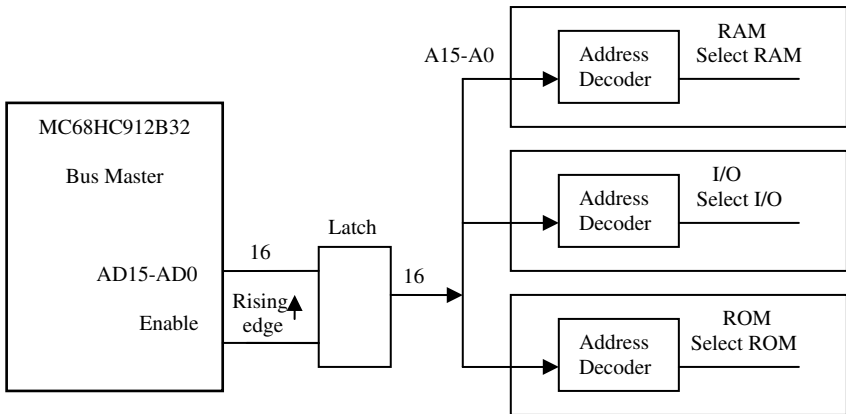 MC68HC912B32
Bus Master
AD15-AD0
Enable
16
Rising
edge
Latch
16
A15-A0
RAM
Select RAM
Address
Decoder
I/O
Select I/O
Address
Decoder
ROM
Select ROM
Address
Decoder